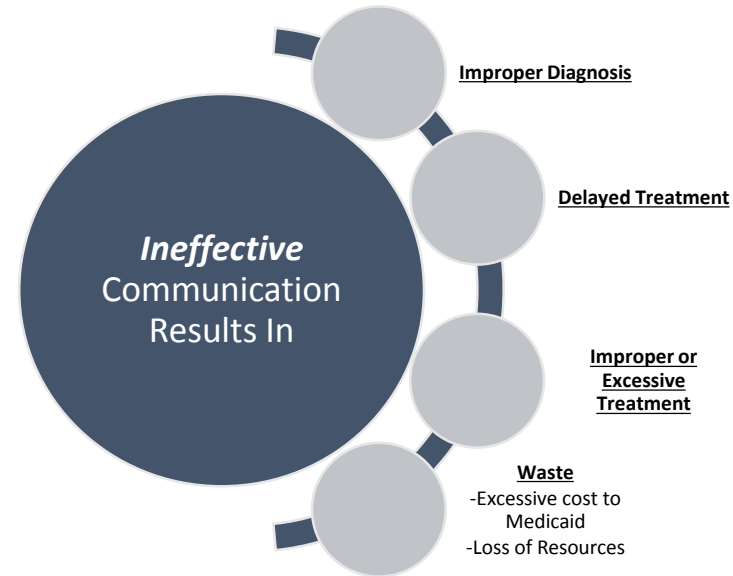 Improper Diagnosis
Delayed Treatment
Ineffective
Communication
Results In
Improper or
Excessive
Treatment
Waste
-Excessive cost to
Medicaid
-Loss of Resources